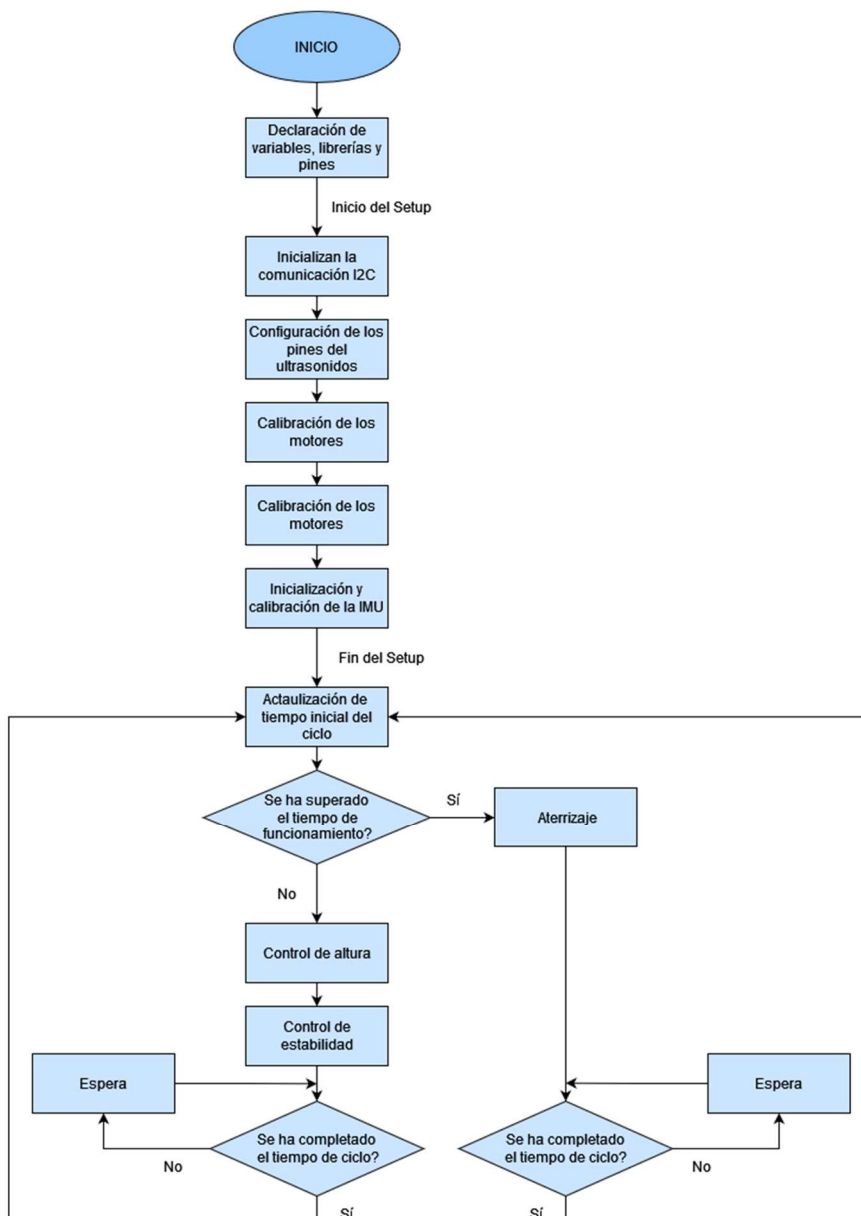 INICIO
Declaración de
variables, librerías y
pines
Inicio del Setup
Inicializan la
comunicación I2C
Configuración de los
pines del
ultrasonidos
Calibración de los
motores
Calibración de los
motores
Inicialización y
calibración de la IMU
Fin del Setup
Actaulización de
tiempo inicial del
ciclo
Se ha superado
el tiempo de
funcionamiento?
Sí
Aterrizaje
No
Control de altura
Control de
estabilidad
Espera
Espera
Se ha completado
el tiempo de ciclo?
No
Sí
Se ha completado
el tiempo de ciclo?
No
Sí